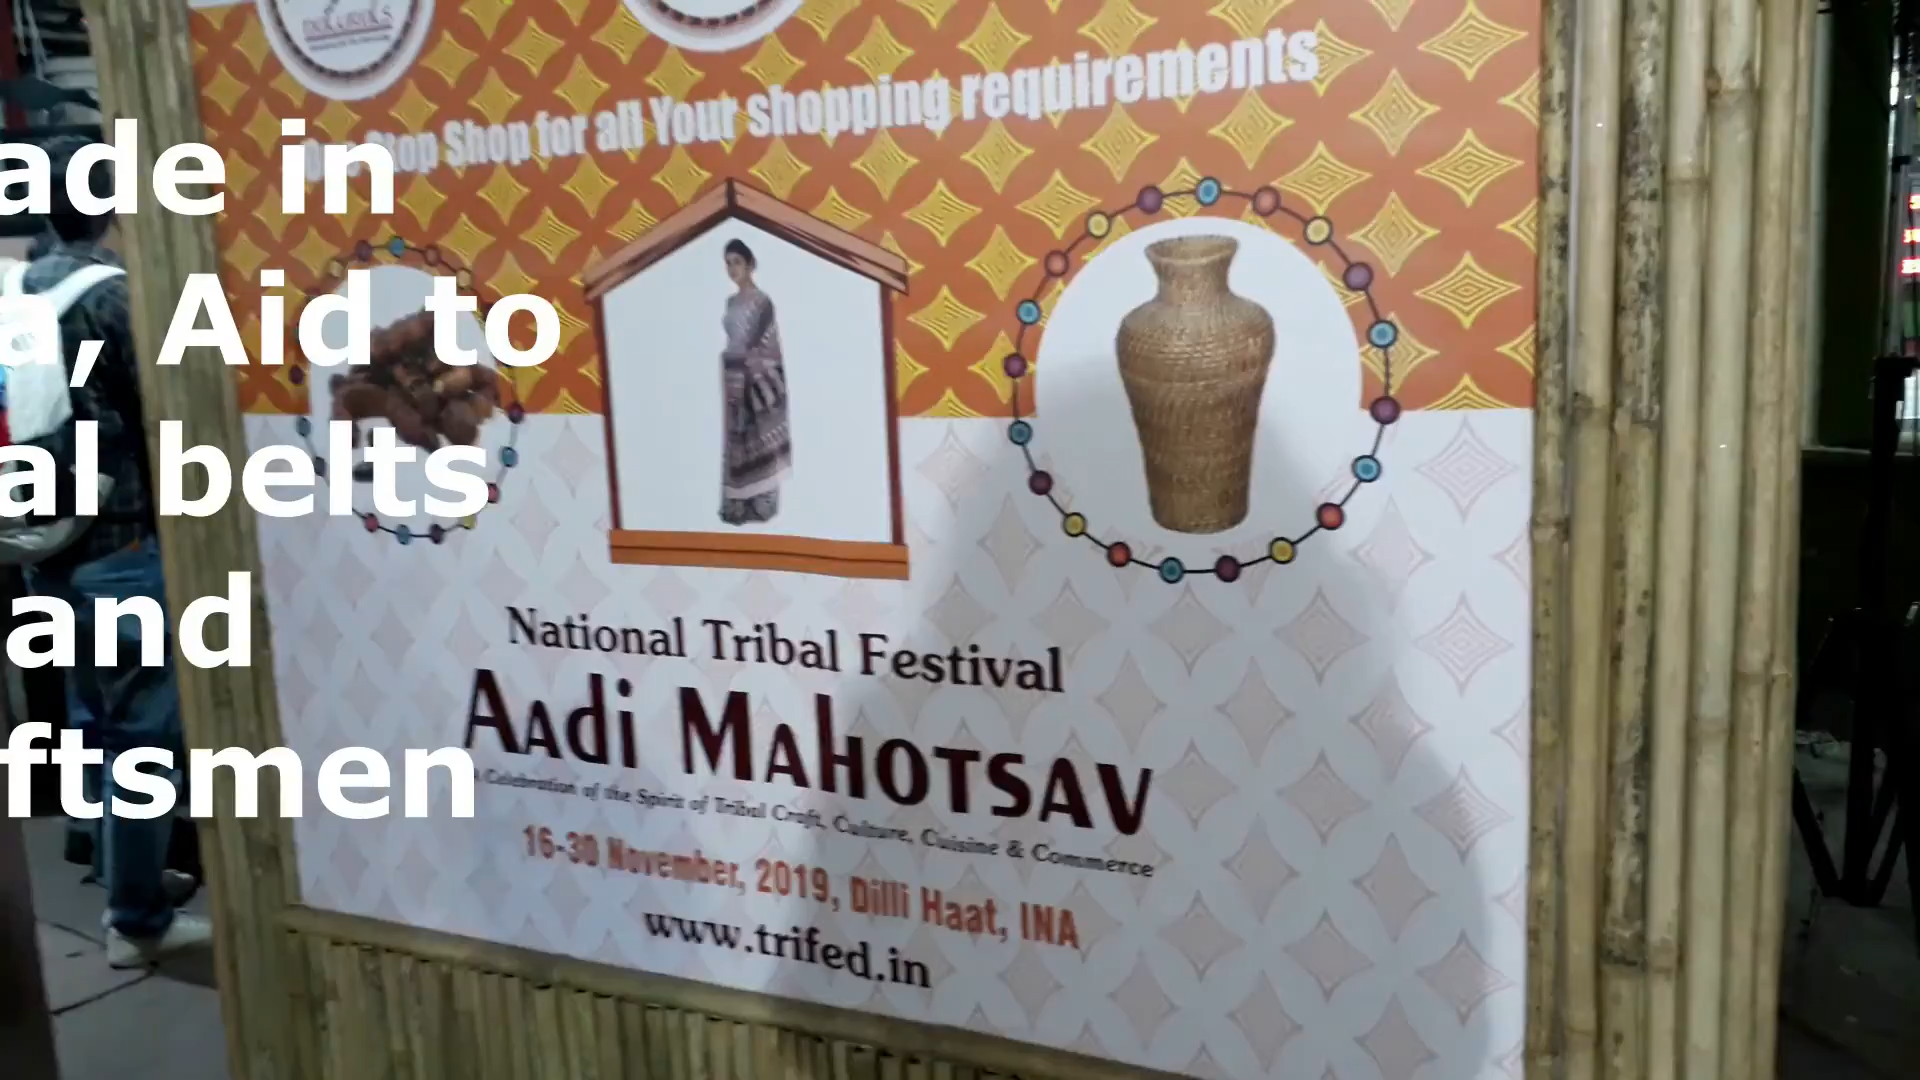 One Stop Shop for all Your shopping requirements
ade in
a, Aid to
al belts
and
ftsmen
National Tribal Festival
AADI MAHOTSAV
A Celebration of the Spirit of Tribal Craft, Culture, Cuisine & Commerce
16-30 November, 2019, Dilli Haat, INA
www.trifed.in